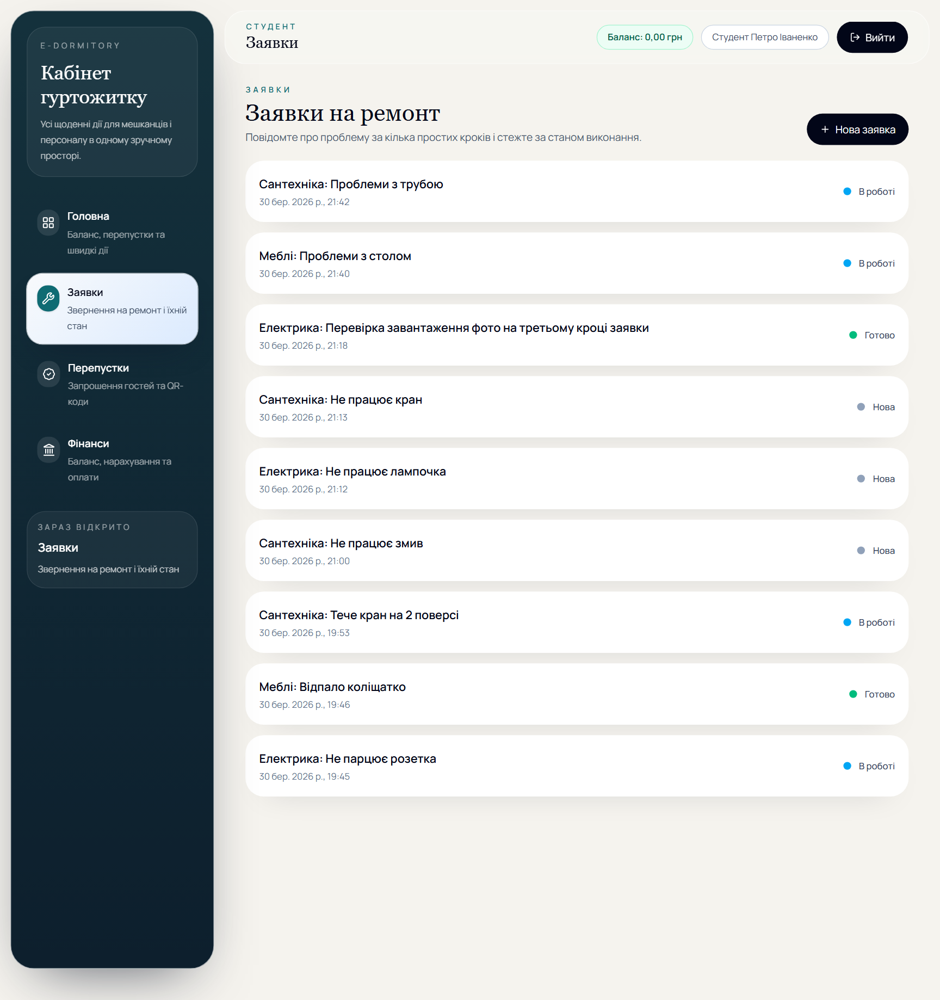 E-DORMITORY
Кабінет
гуртожитку
Усі щоденні дії для мешканців і
персоналу в одному зручному
просторі.
Головна
Баланс, перепустки та
швидкі дії
Заявки
Звернення на ремонт і їхній
стан
Перепустки
Запрошення гостей та QR-
коди
Фінанси
Баланс, нарахування та
оплати
ЗАРАЗ ВІДКРИТО
Заявки
Звернення на ремонт і їхній стан
СТУДЕНТ
Заявки
Баланс: 0,00 грн
Студент Петро Іваненко
Вийти
ЗАЯВКИ
Заявки на ремонт
Повідомте про проблему за кілька простих кроків і стежте за станом виконання.
Нова заявка
Сантехніка: Проблеми з трубою
30 бер. 2026 р., 21:42
В роботі
Меблі: Проблеми з столом
30 бер. 2026 р., 21:40
В роботі
Електрика: Перевірка завантаження фото на третьому кроці заявки
30 бер. 2026 р., 21:18
Готово
Сантехніка: Не працює кран
30 бер. 2026 р., 21:13
Нова
Електрика: Не працює лампочка
30 бер. 2026 р., 21:12
Нова
Сантехніка: Не працює змив
30 бер. 2026 р., 21:00
Нова
Сантехніка: Тече кран на 2 поверсі
30 бер. 2026 р., 19:53
В роботі
Меблі: Відпало коліщатко
30 бер. 2026 р., 19:46
Готово
Електрика: Не парцює розетка
30 бер. 2026 р., 19:45
В роботі